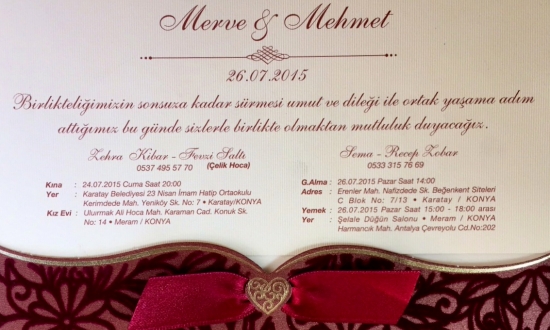 Merve & Mehmet
26.07.2015
Birlikteliğimizin sonsuza kadar sürmesi umut ve dileği ile ortak yaşama adım
attığımız bu günde sizlerle birlikte olmaktan mutluluk duyacağız.
Zehra Kibar - Fevzi Saltı
0537 495 57 70 (Çelik Hoca)
Kına : 24.07.2015 Cuma Saat 20:00
Yer : Karatay Belediyesi 23 Nisan İmam Hatip Ortaokulu
Kerimdede Mah. Yeniköy Sk. No: 7 • Karatay/KONYA
Kız Evi : Ulurmak Ali Hoca Mah. Karaman Cad. Konuk Sk.
No: 14 • Meram / KONYA
Sema - Recep Zobar
0533 315 76 69
G.Alma : 26.07.2015 Pazar Saat 14:00
Adres : Erenler Mah. Nafizdede Sk. Beğenkent Siteleri
C Blok No: 7/13 • Karatay / KONYA
Yemek : 26.07.2015 Pazar Saat 15:00 - 18:00 arası
Yer : Şelale Düğün Salonu • Meram / KONYA
Harmancık Mah. Antalya Çevreyolu Cd.No:202